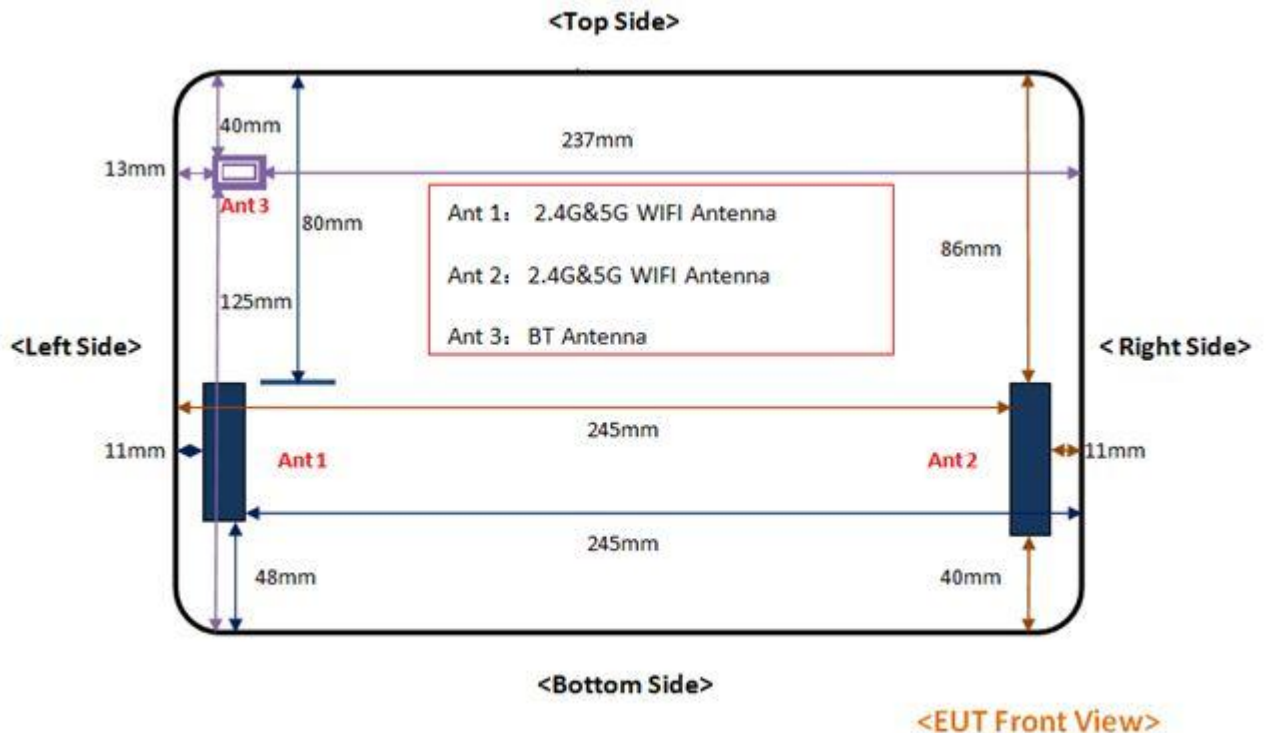 <Top Side>
40mm
237mm
13mm
Ant 3
80mm
Ant 1： 2.4G&5G WIFI Antenna
86mm
Ant 2：2.4G&5G WIFI Antenna
125mm
Ant 3：BT Antenna
<Left Side>
< Right Side>
245mm
11mm
Ant 1
Ant 2
11mm
245mm
48mm
40mm
<Bottom Side>
<EUT Front View>